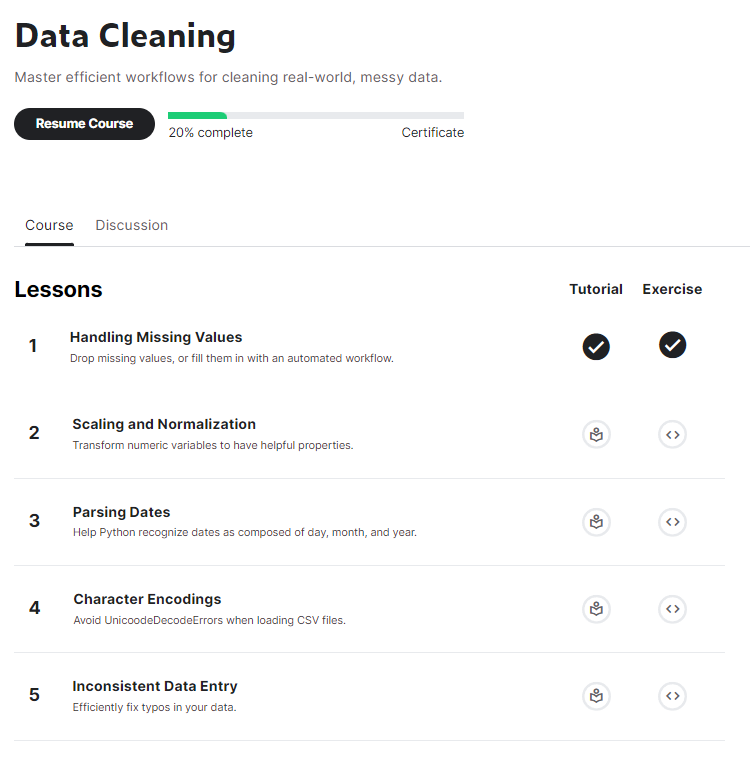 Data Cleaning
Master efficient workflows for cleaning real-world, messy data.
Resume Course
20% complete Certificate
Course Discussion
Lessons Tutorial Exercise
1 Handling Missing Values
Drop missing values, or fill them in with an automated workflow.
2 Scaling and Normalization
Transform numeric variables to have helpful properties.
3 Parsing Dates
Help Python recognize dates as composed of day, month, and year.
4 Character Encodings
Avoid UnicoodeDecodeErrors when loading CSV files.
5 Inconsistent Data Entry
Efficiently fix typos in your data.